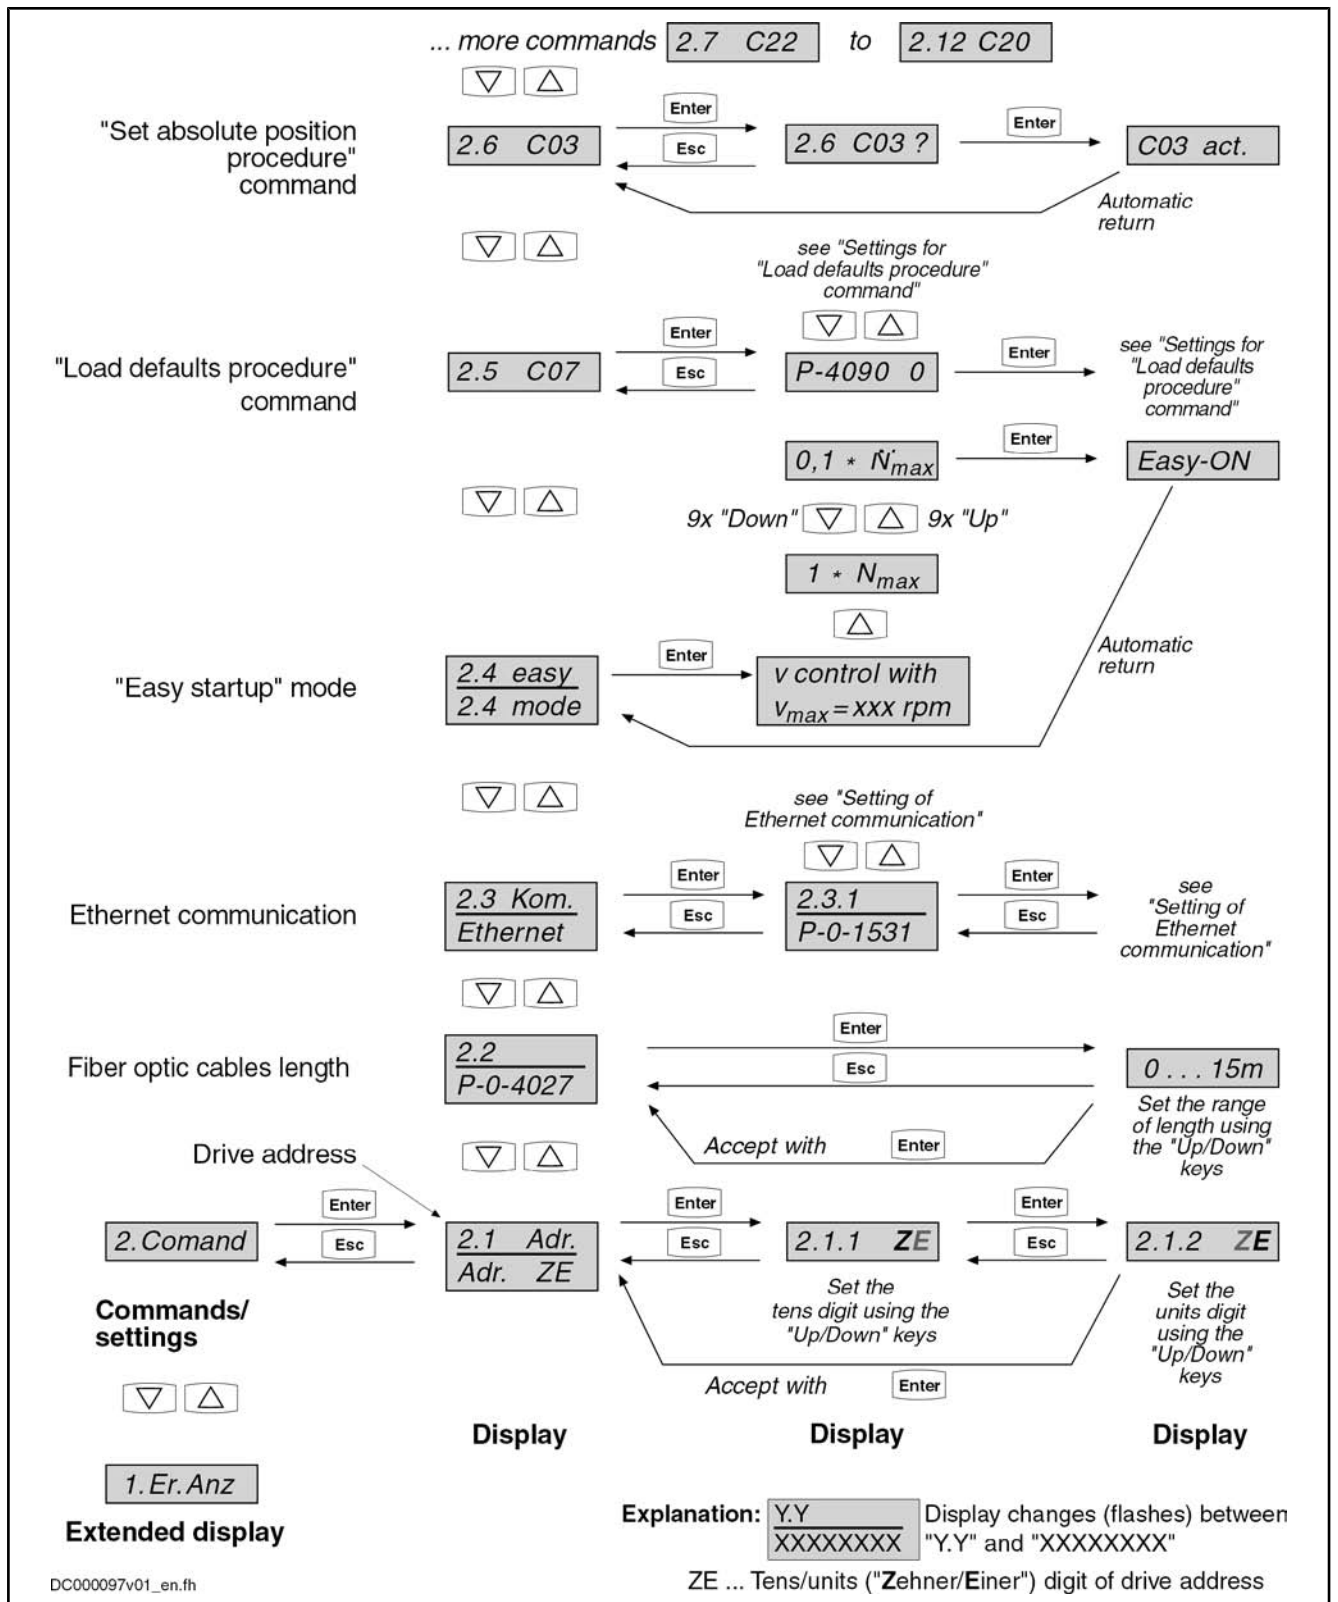 ... more commands 2.7 C22 to 2.12 C20
"Set absolute position
procedure"
command
2.6 C03
Enter
Esc
2.6 C03 ?
Enter
C03 act.
Automatic
return
see "Settings for
"Load defaults procedure"
command"
"Load defaults procedure"
command
2.5 C07
Enter
Esc
P-4090 0
Enter
see "Settings for
"Load defaults
procedure"
command"
0,1 * Nmax
Enter
Easy-ON
9x "Down" 9x "Up"
1 * Nmax
Automatic
return
"Easy startup" mode
2.4 easy
2.4 mode
Enter
v control with
vmax = xxx rpm
see "Setting of
Ethernet communication"
Ethernet communication
2.3 Kom.
Ethernet
Enter
Esc
2.3.1
P-0-1531
Enter
Esc
see
"Setting of
Ethernet
communication"
Fiber optic cables length
2.2
P-0-4027
Enter
Esc
0 . . . 15m
Set the range
of length using
the "Up/Down"
keys
Accept with Enter
Drive address
2.Comand
Enter
Esc
2.1 Adr.
Adr. ZE
Enter
Esc
2.1.1 ZE
Enter
Esc
2.1.2 ZE
Commands/
settings
Set the
tens digit using the
"Up/Down" keys
Set the
units digit
using the
"Up/Down"
keys
Accept with Enter
Display
Display
Display
1.Er.Anz
Extended display
Explanation:
Y.Y
XXXXXXXX
Display changes (flashes) between
"Y.Y" and "XXXXXXXX"
ZE ... Tens/units ("Zehner/Einer") digit of drive address
DC000097v01_en.fh